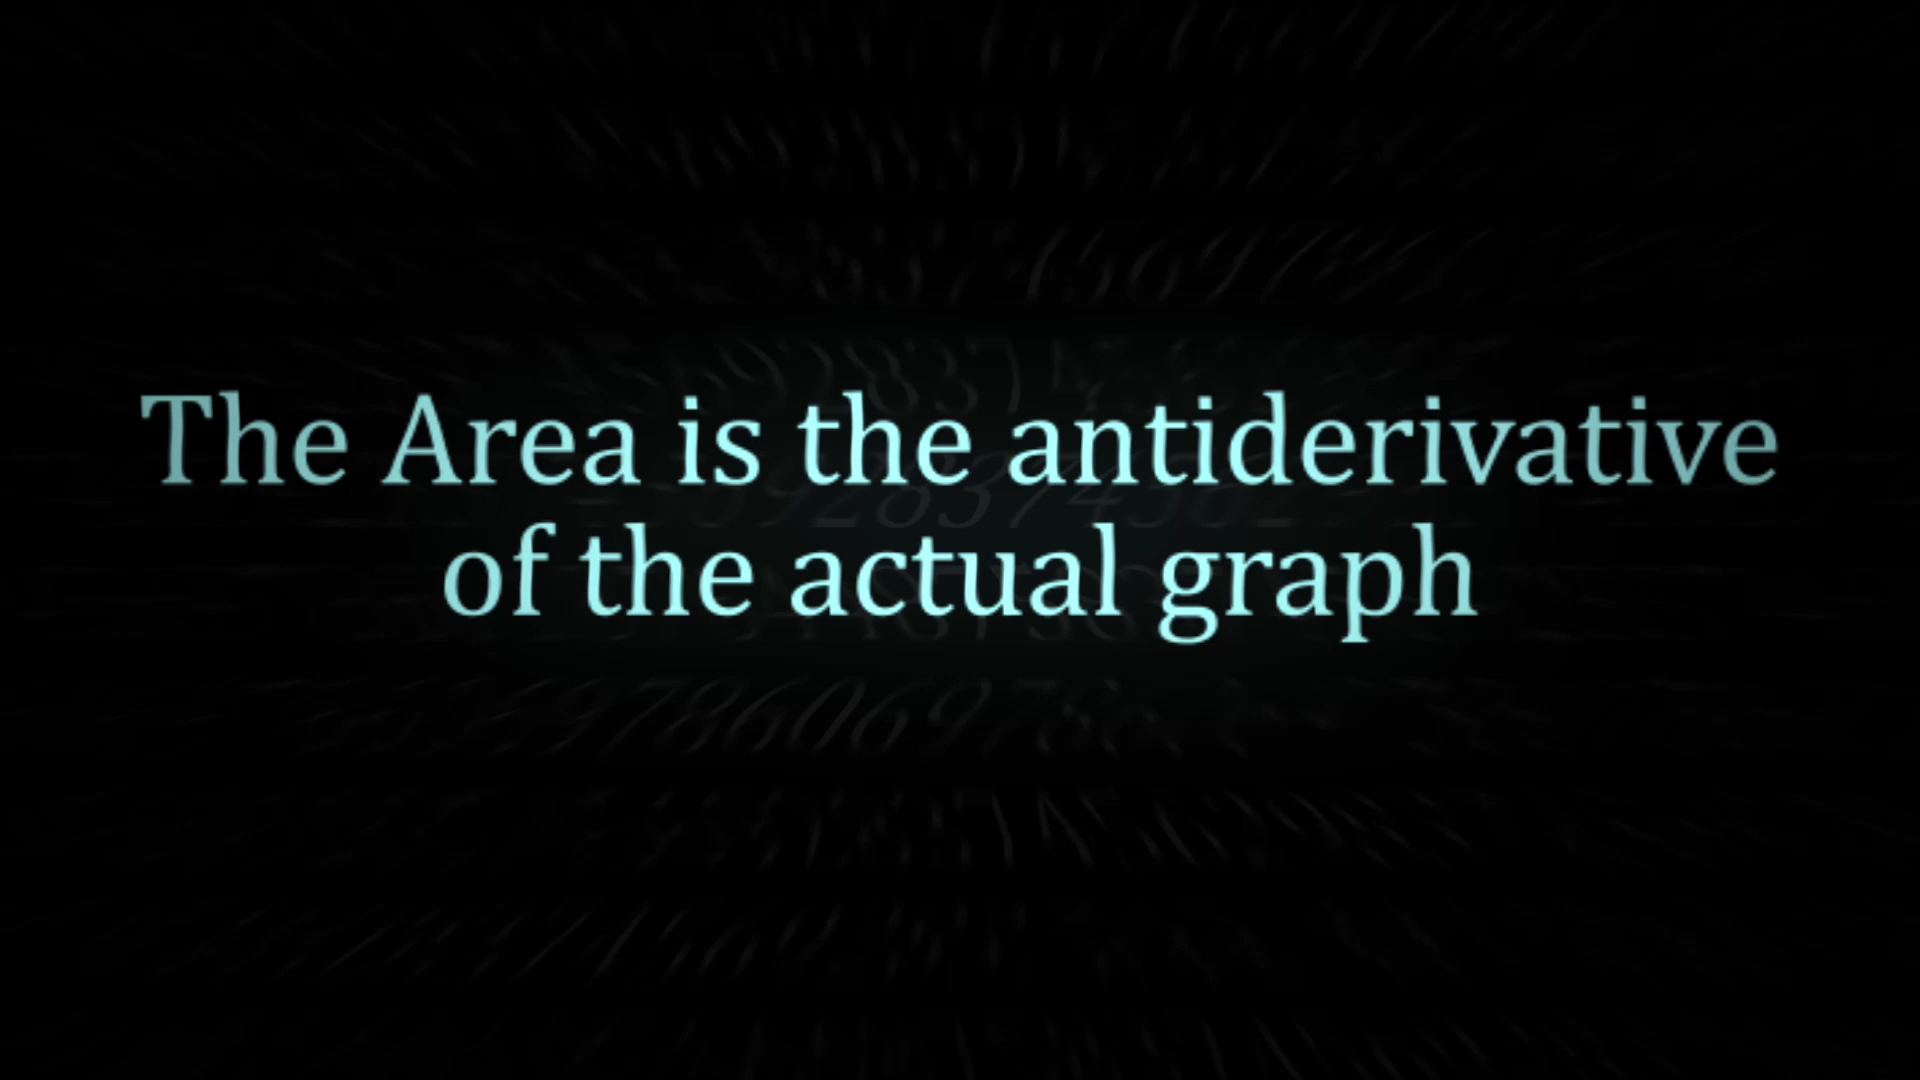 The Area is the antiderivative
of the actual graph